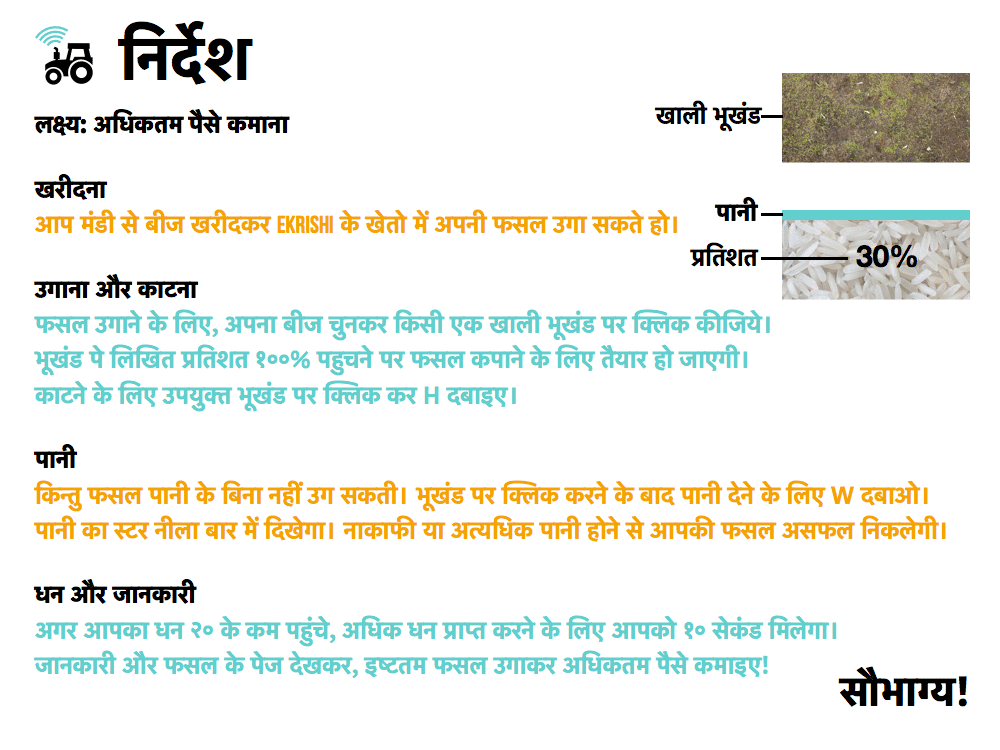 निर्देश
लक्ष्य: अधिकतम पैसे कमाना
खाली भूखंड
खरीदना
आप मंडी से बीज खरीदकर EKRISHI के खेतो में अपनी फसल उगा सकते हो।
पानी
प्रतिशत
30%
उगाना और काटना
फसल उगाने के लिए, अपना बीज चुनकर किसी एक खाली भूखंड पर क्लिक कीजिये।
भूखंड पे लिखित प्रतिशत १००% पहुचने पर फसल कपाने के लिए तैयार हो जाएगी।
काटने के लिए उपयुक्त भूखंड पर क्लिक कर H दबाइए।
पानी
किन्तु फसल पानी के बिना नहीं उग सकती। भूखंड पर क्लिक करने के बाद पानी देने के लिए W दबाओ।
पानी का स्टर नीला बार में दिखेगा। नाकाफी या अत्यधिक पानी होने से आपकी फसल असफल निकलेगी।
धन और जानकारी
अगर आपका धन २० के कम पहुंचे, अधिक धन प्राप्त करने के लिए आपको १० सेकंड मिलेगा।
जानकारी और फसल के पेज देखकर, इष्टतम फसल उगाकर अधिकतम पैसे कमाइए!
सौभाग्य!